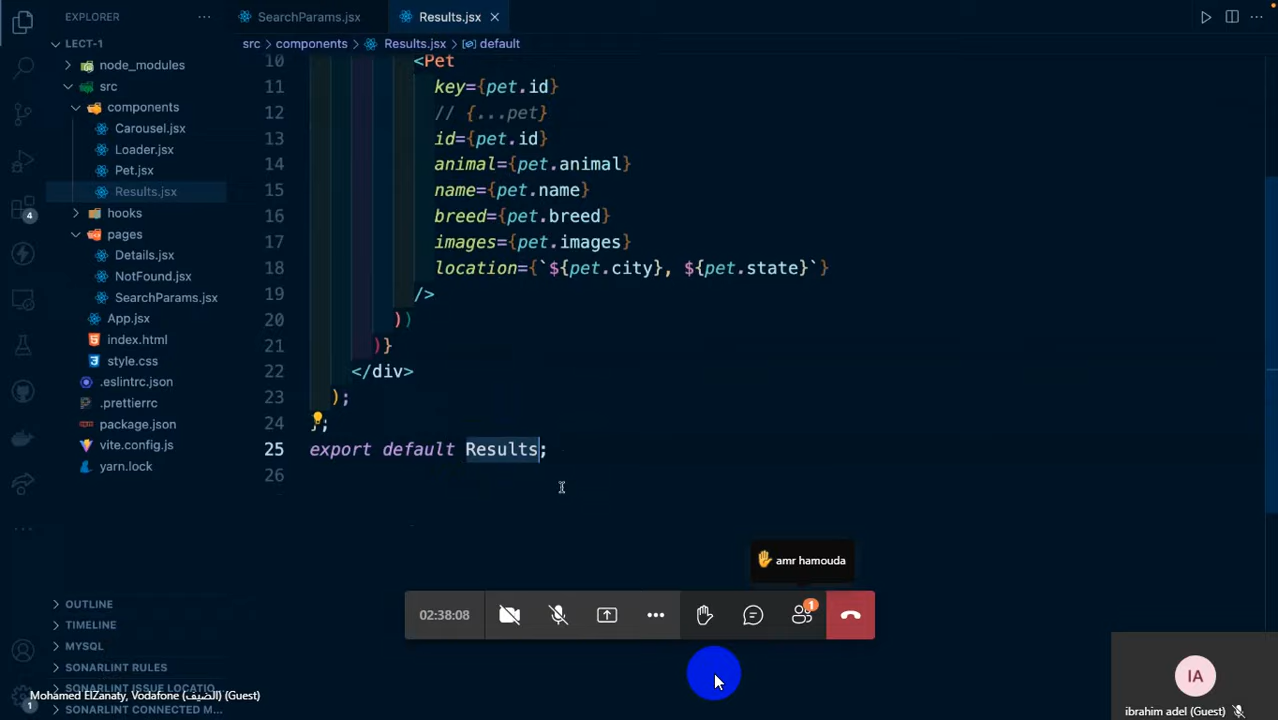 EXPLORER
LECT-1
node_modules
src
components
Carousel.jsx
Loader.jsx
Pet.jsx
Results.jsx
hooks
pages
Details.jsx
NotFound.jsx
SearchParams.jsx
App.jsx
index.html
style.css
.eslintrc.json
.prettierrc
package.json
vite.config.js
yarn.lock
OUTLINE
TIMELINE
MYSQL
SONARLINT RULES
SONARLINT ISSUE LOCATIO...
SONARLINT CONNECTED M...
4
1
SearchParams.jsx
Results.jsx
src > components > Results.jsx > default
10 <Pet
11 key={pet.id}
12 // {...pet}
13 id={pet.id}
14 animal={pet.animal}
15 name={pet.name}
16 breed={pet.breed}
17 images={pet.images}
18 location={`${pet.city}, ${pet.state}`}
19 />
20 ))
21 )}
22 </div>
23 );
24 };
25 export default Results;
26
amr hamouda
02:38:08
1
Mohamed ElZanaty, Vodafone (الضيف) (Guest)
IA
ibrahim adel (Guest)